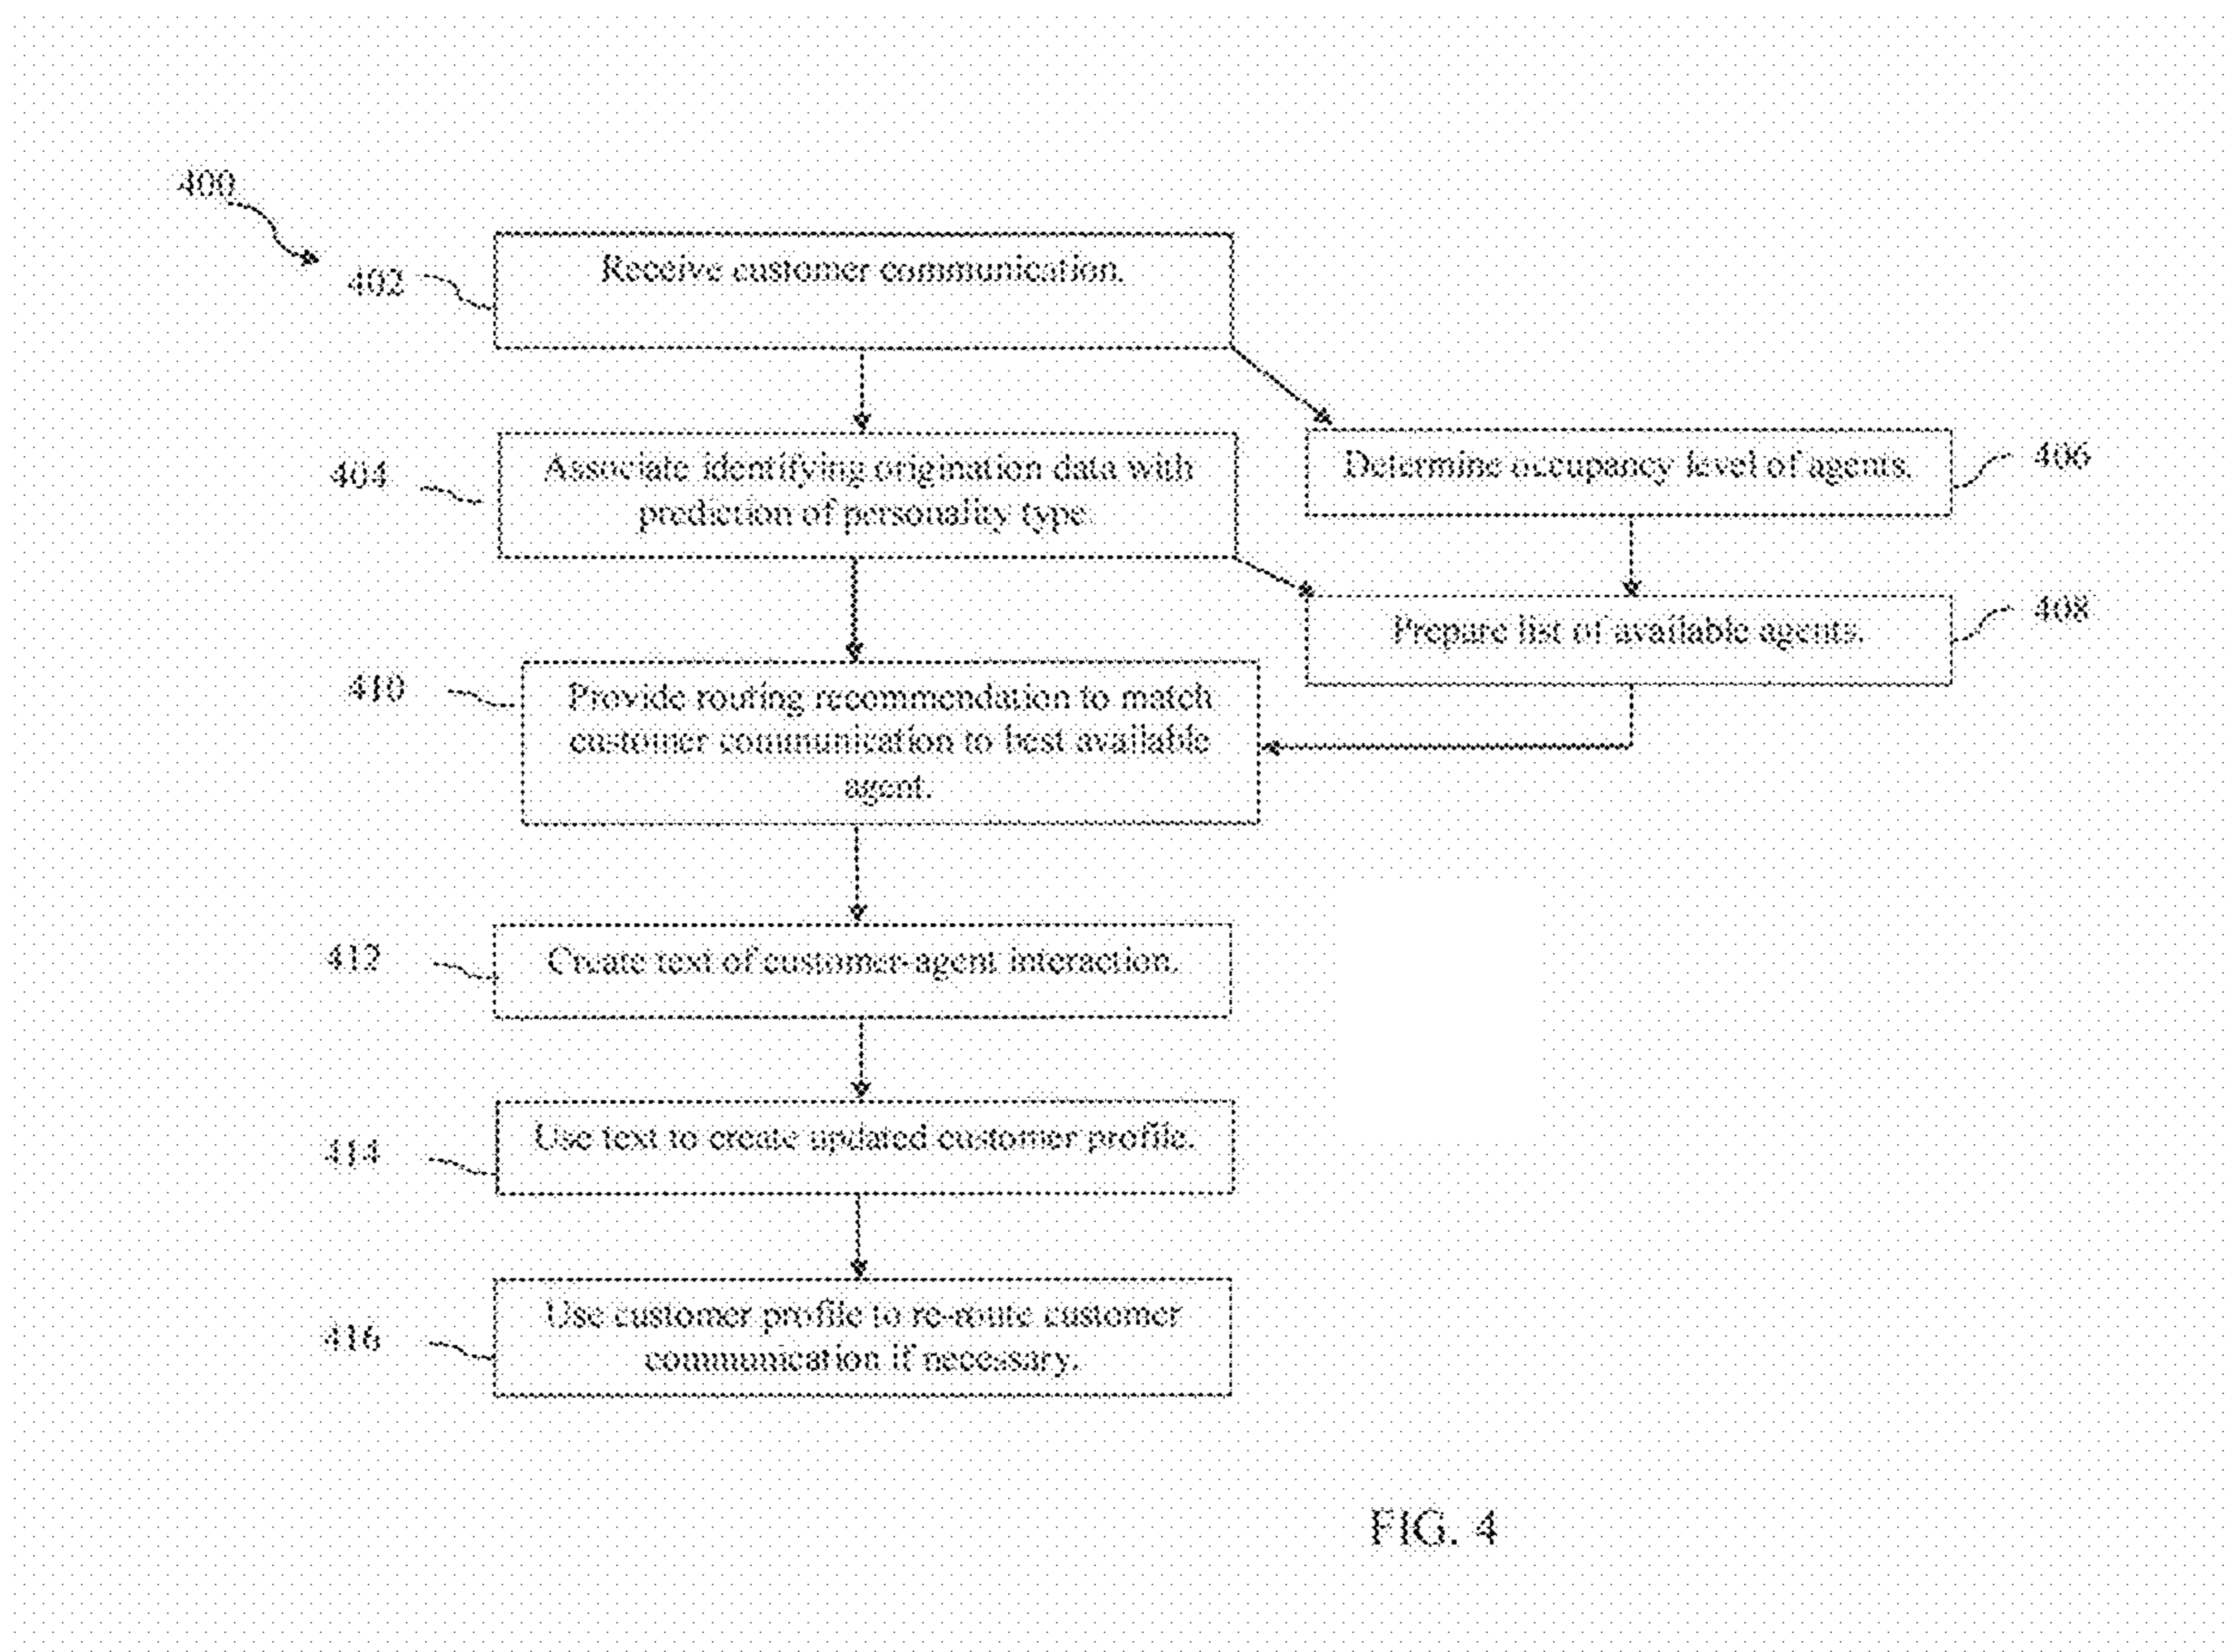 400
402
Receive customer communication.
404
Associate identifying origination data with
prediction of personality type.
Determine occupancy level of agents.
406
Prepare list of available agents.
408
410
Provide routing recommendation to match
customer communication to best available
agent.
412
Create text of customer-agent interaction.
414
Use text to create updated customer profile.
416
Use customer profile to re-route customer
communication if necessary.
FIG. 4